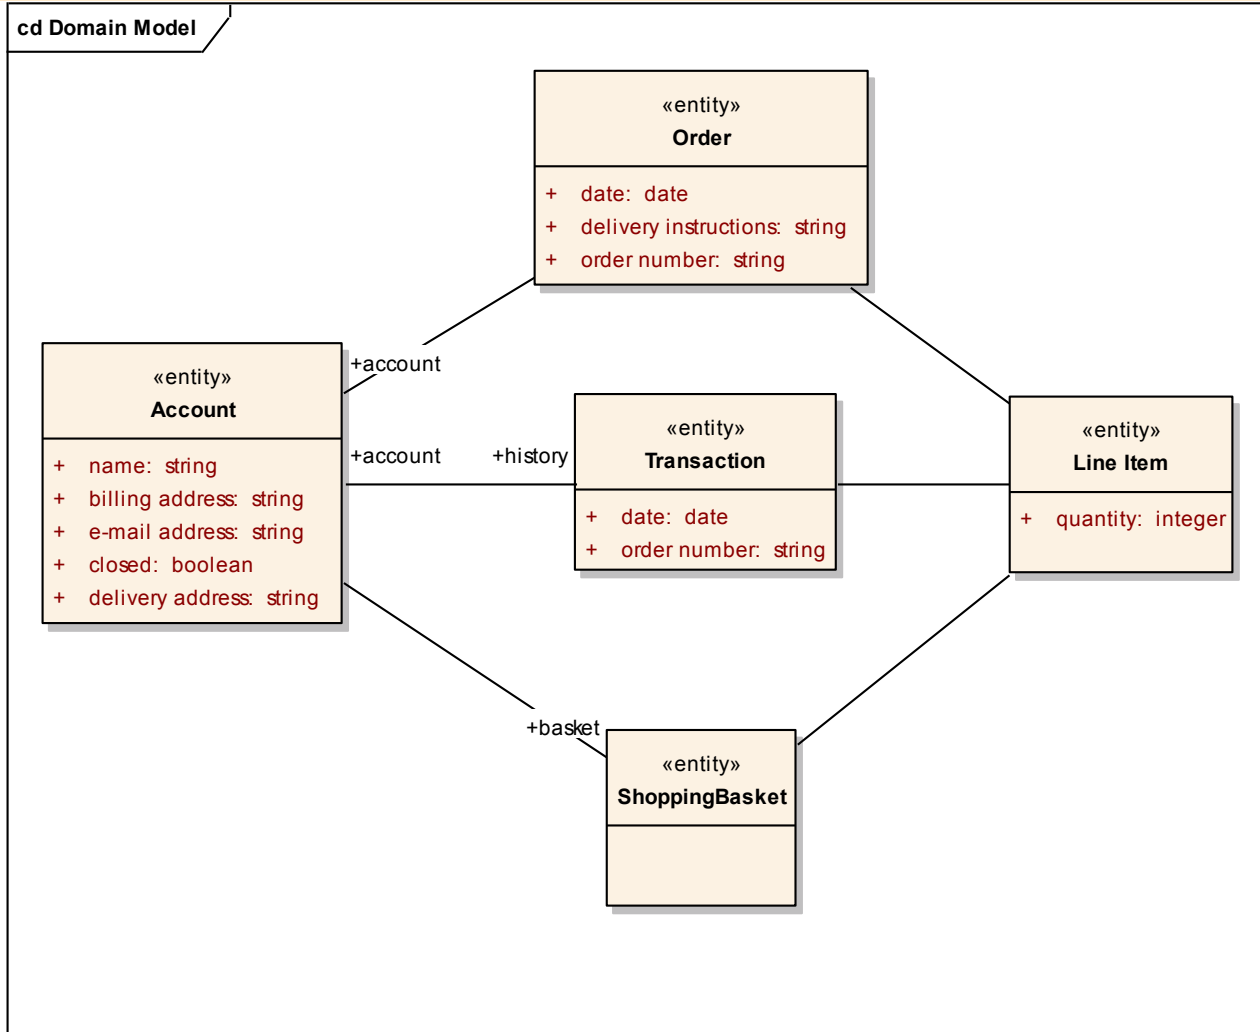 cd Domain Model
«entity»
Order
+ date: date
+ delivery instructions: string
+ order number: string
+account
«entity»
Account
+ name: string
+ billing address: string
+ e-mail address: string
+ closed: boolean
+ delivery address: string
+account
+history
«entity»
Transaction
+ date: date
+ order number: string
«entity»
Line Item
+ quantity: integer
+basket
«entity»
ShoppingBasket